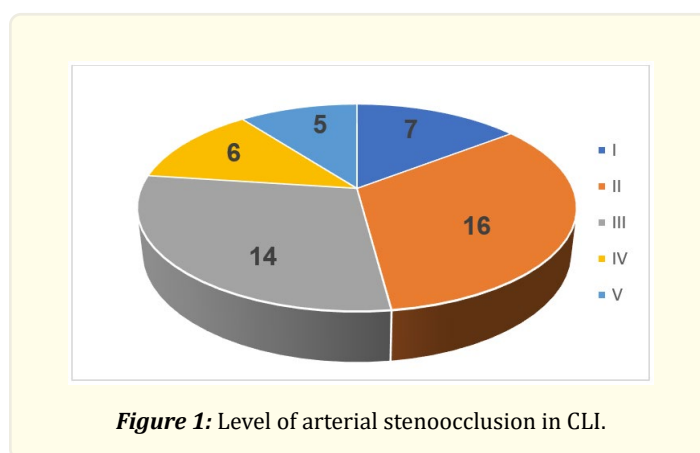 5
7
6
16
14
I
II
III
IV
V
Figure 1: Level of arterial stenoocclusion in CLI.